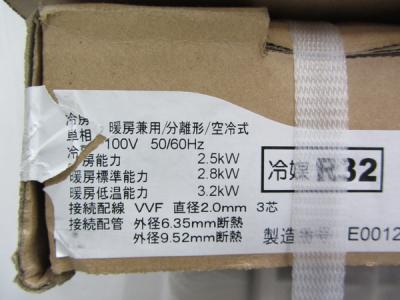 冷房
暖房兼用/分離形/空冷式
単相 100V 50/60Hz
冷房能力 2.5kW
暖房標準能力 2.8kW
暖房低温能力 3.2kW
接続配線 VVF 直径2.0mm 3芯
接続配管 外径6.35mm断熱
外径9.52mm断熱
冷媒 R32
製造番号 E0012